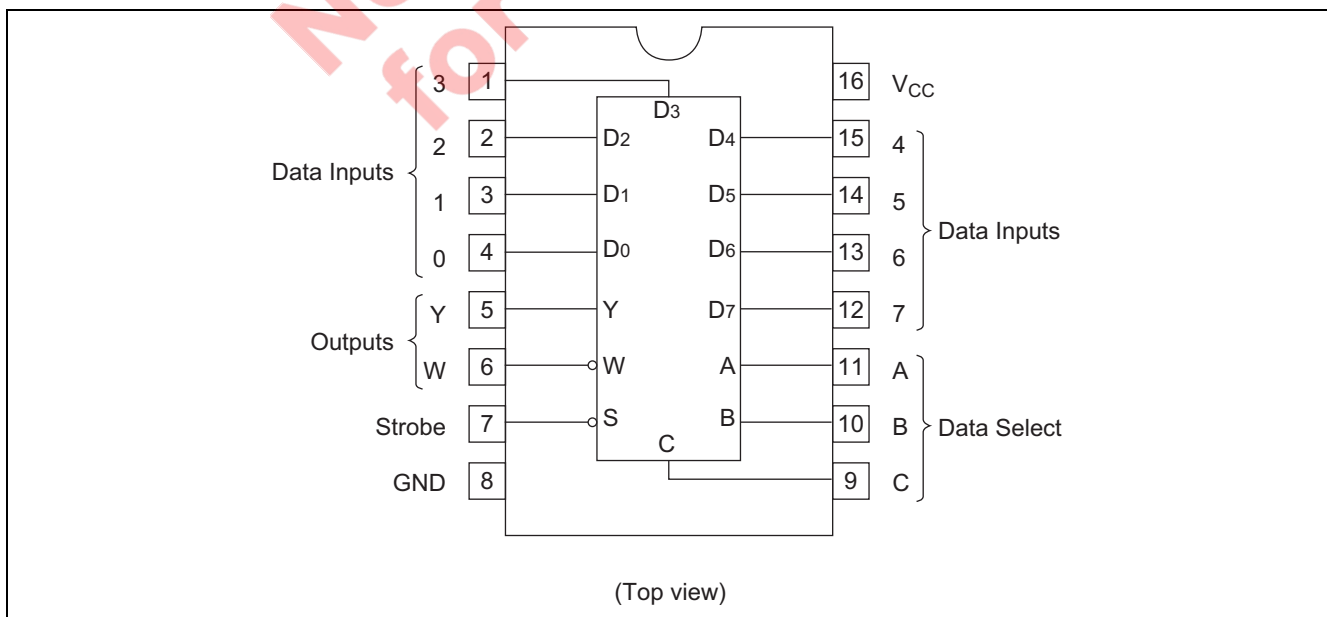 for
3 1 D3 16 VCC
2 2 D2 D4 15 4
Data Inputs
1 3 D1 D5 14 5
Data Inputs
0 4 D0 D6 13 6
Y 5 Y D7 12 7
Outputs
W 6 W A 11 A
Strobe 7 S B 10 B Data Select
GND 8 C 9 C
(Top view)